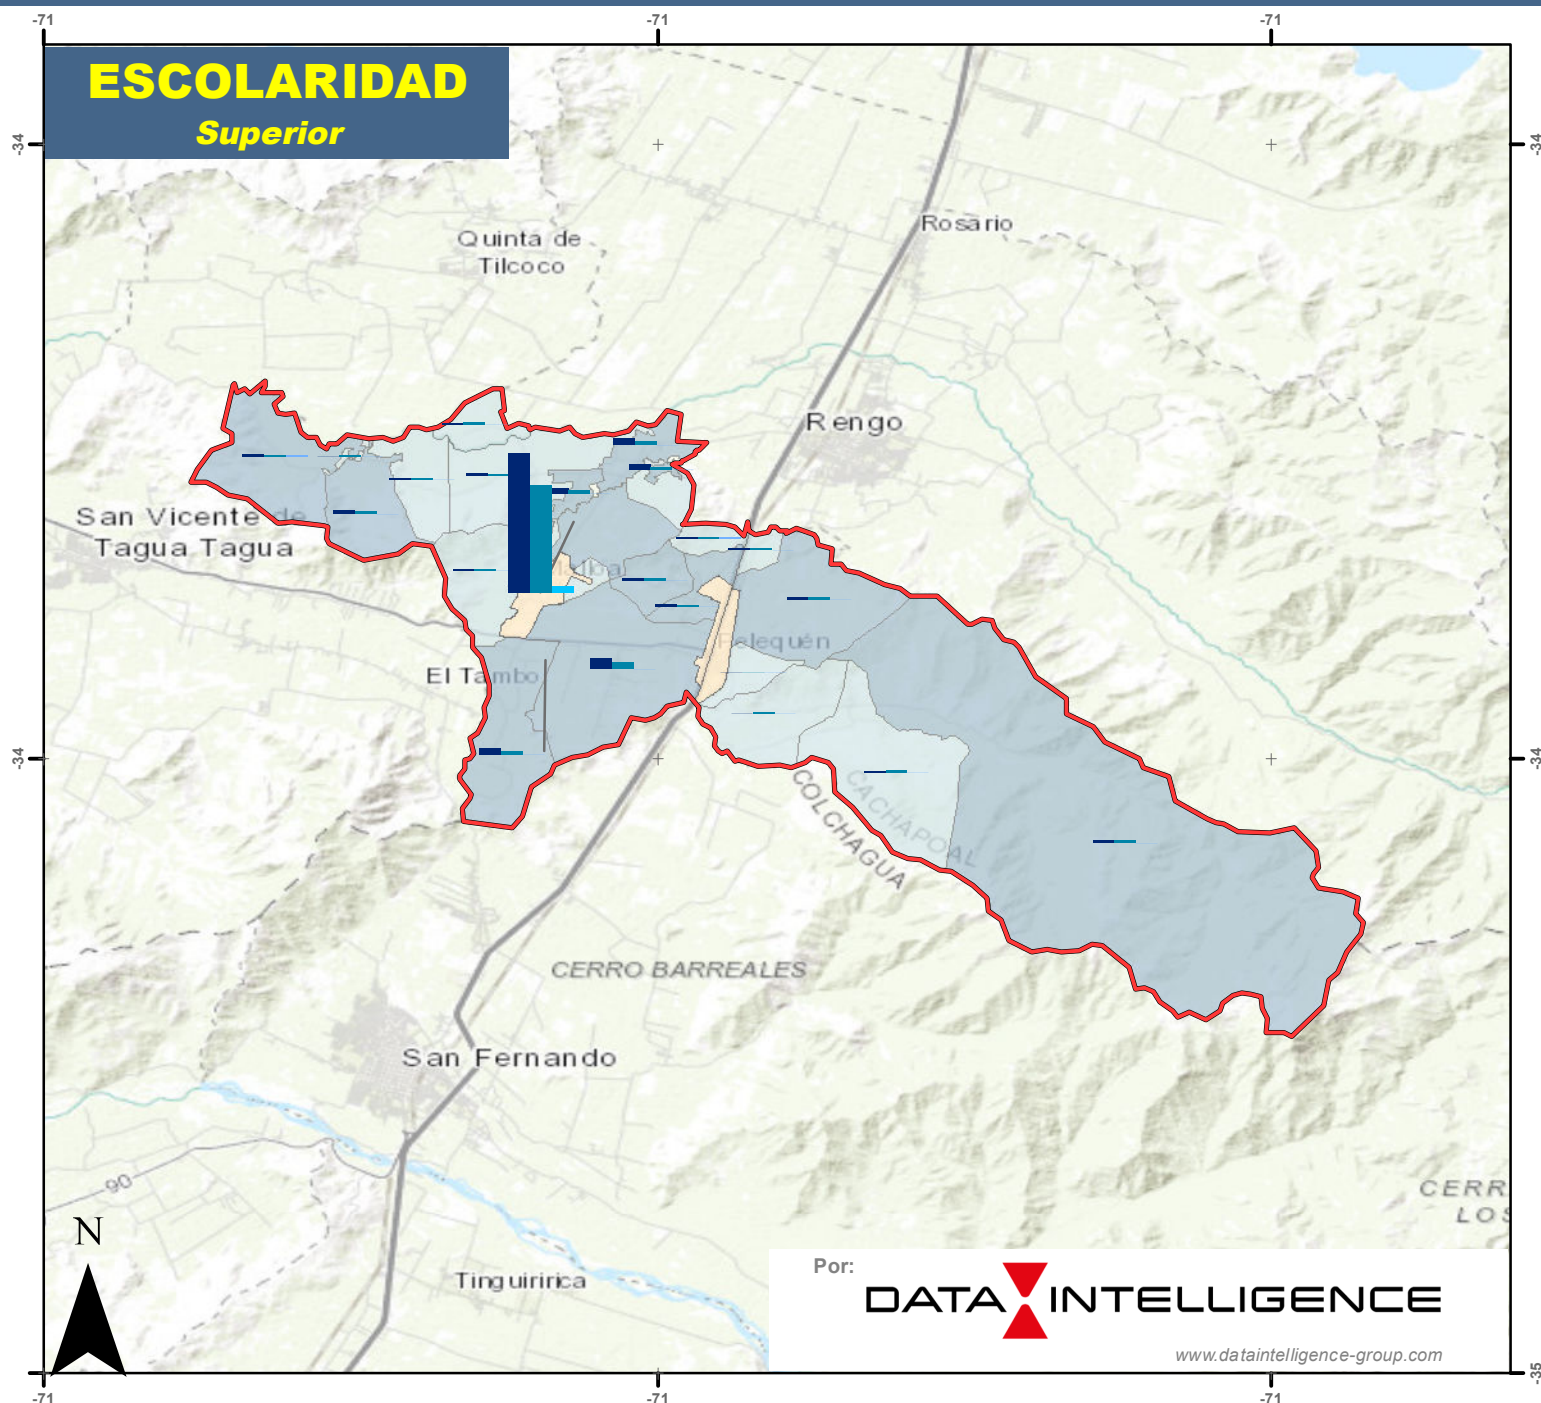 -71 -71 -71
ESCOLARIDAD
Superior
-34 -34
Rosario
Quinta de
Tilcoco
Rengo
San Vicente de
Tagua Tagua
Pelequén
El Tambo
-34 -34
CACHAPOAL
COLCHAGUA
CERRO BARREALES
San Fernando
90
CERR
LOS
N
Tinguiririca
Por:
DATA INTELLIGENCE
www.dataintelligence-group.com
-35
-71 -71 -71